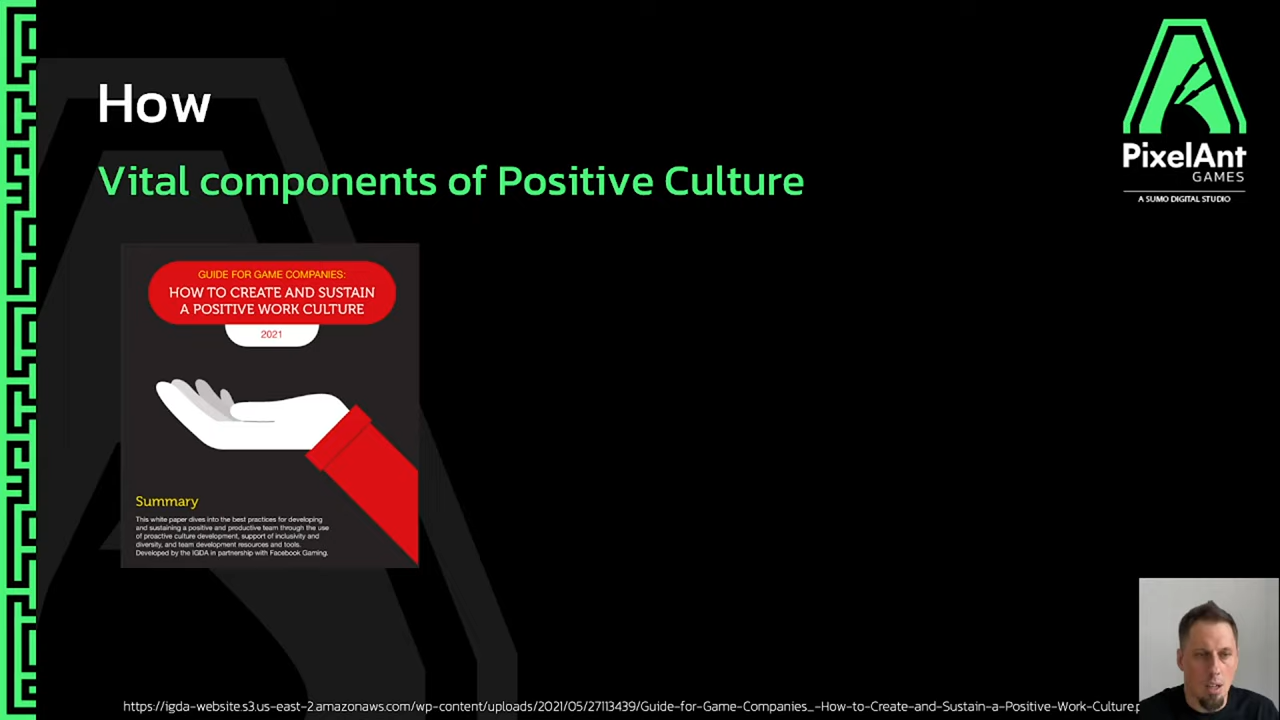 How
Vital components of Positive Culture
PixelAnt
GAMES
A SUMO DIGITAL STUDIO
GUIDE FOR GAME COMPANIES:
HOW TO CREATE AND SUSTAIN
A POSITIVE WORK CULTURE
2021
Summary
This white paper dives into the best practices for developing
and sustaining a positive and productive team through the use
of proactive culture development, support of inclusivity and
diversity, and team development resources and tools.
Developed by the IGDA in partnership with Facebook Gaming.
https://igda-website.s3.us-east-2.amazonaws.com/wp-content/uploads/2021/05/27113439/Guide-for-Game-Companies_-How-to-Create-and-Sustain-a-Positive-Work-Culture.p